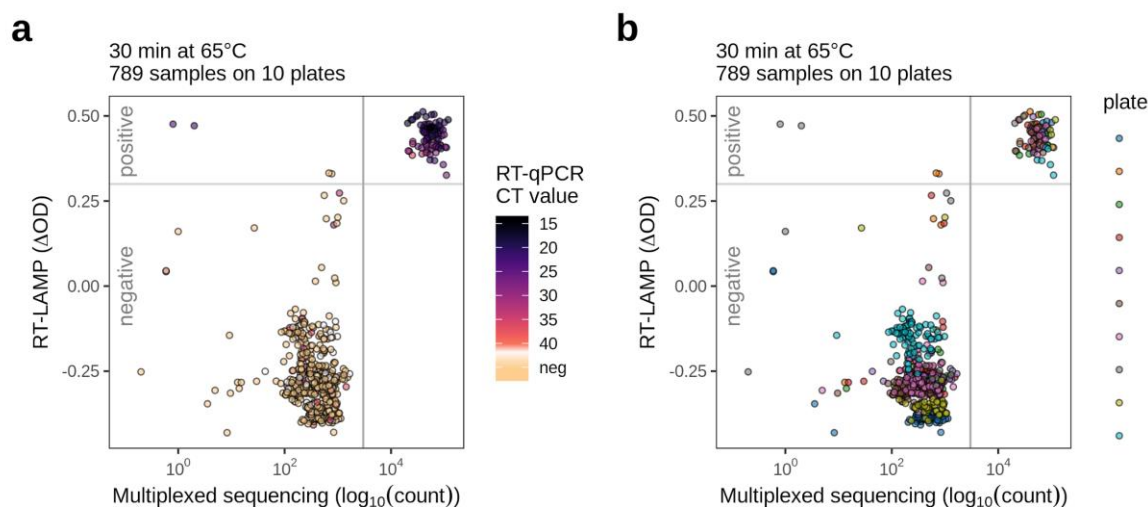 a
30 min at 65°C
789 samples on 10 plates
RT-LAMP (ΔOD)
0.50
0.25
0.00
-0.25
positive
negative
10⁰
10²
10⁴
Multiplexed sequencing (log₁₀(count))
RT-qPCR
CT value
15
20
25
30
35
40
neg
b
30 min at 65°C
789 samples on 10 plates
RT-LAMP (ΔOD)
0.50
0.25
0.00
-0.25
positive
negative
10⁰
10²
10⁴
Multiplexed sequencing (log₁₀(count))
plate